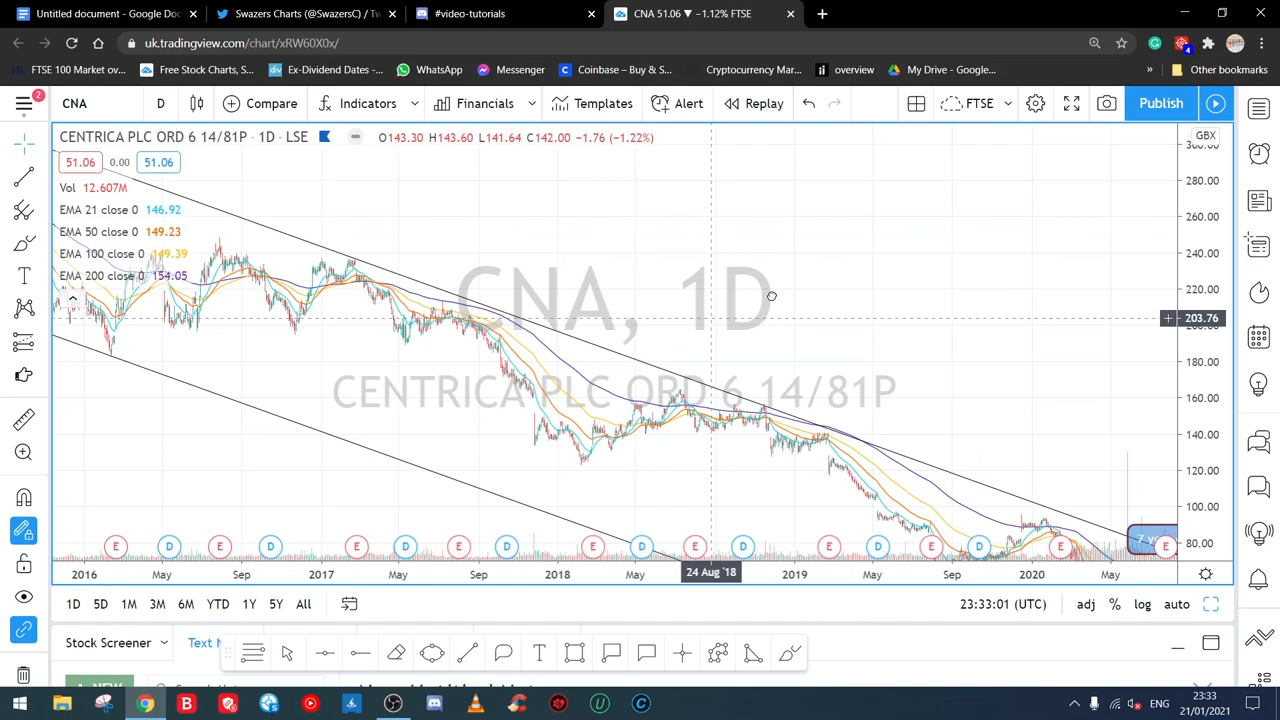 Untitled document - Google Doc
Swazers Charts (@SwazersC) / Tw
#video-tutorials
CNA 51.06 ▼ −1.12% FTSE
uk.tradingview.com/chart/xRW60X0x/
4
FTSE 100 Market ov...
Free Stock Charts, S...
Ex-Dividend Dates -...
WhatsApp
Messenger
Coinbase – Buy & S...
Cryptocurrency Mar...
overview
My Drive - Google...
»
Other bookmarks
2
CNA
D
Compare
Indicators
Financials
Templates
Alert
Replay
FTSE
Publish
CENTRICA PLC ORD 6 14/81P · 1D · LSE
O143.30 H143.60 L141.64 C142.00 −1.76 (−1.22%)
GBX
51.06
0.00
51.06
Vol 12.607M
EMA 21 close 0 146.92
EMA 50 close 0 149.23
EMA 100 close 0 149.39
EMA 200 close 0 154.05
CNA, 1D
CENTRICA PLC ORD 6 14/81P
280.00
260.00
240.00
220.00
203.76
180.00
160.00
140.00
120.00
100.00
80.00
E D E D E D E D E D E D E D E D E E
2016 May Sep 2017 May Sep 2018 May 24 Aug '18 2019 May Sep 2020 May
1D 5D 1M 3M 6M YTD 1Y 5Y All
23:33:01 (UTC)
adj % log auto
Stock Screener
Text N
NEW
23:33
ENG
21/01/2021